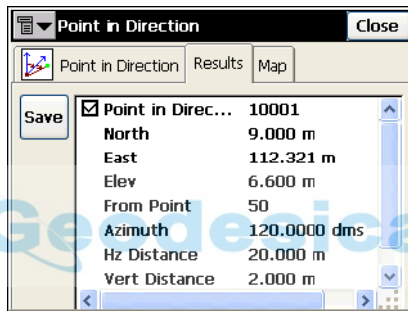 Point in Direction Close
Point in Direction Results Map
Save
Point in Direc... 10001
North 9.000 m
East 112.321 m
Elev 6.600 m
From Point 50
Azimuth 120.0000 dms
Hz Distance 20.000 m
Vert Distance 2.000 m
Geodesica